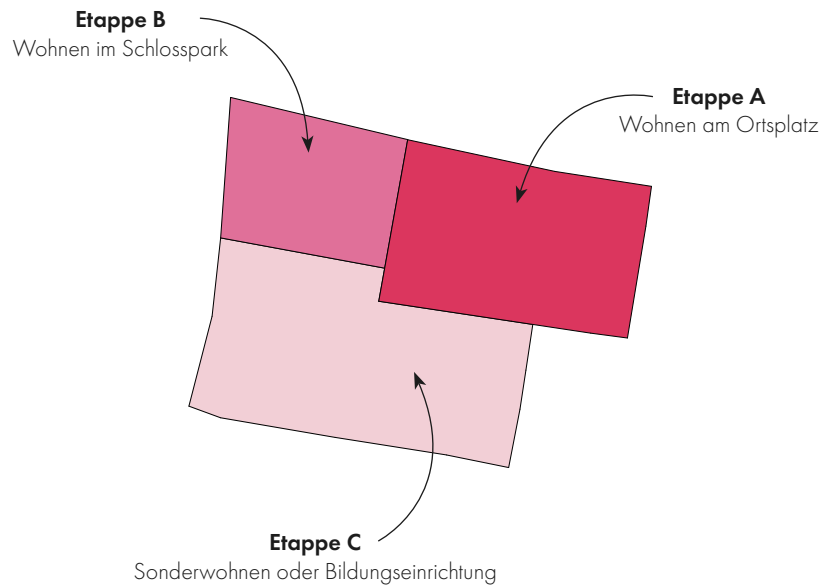 Etappe B
Wohnen im Schlosspark
Etappe A
Wohnen am Ortsplatz
Etappe C
Sonderwohnen oder Bildungseinrichtung